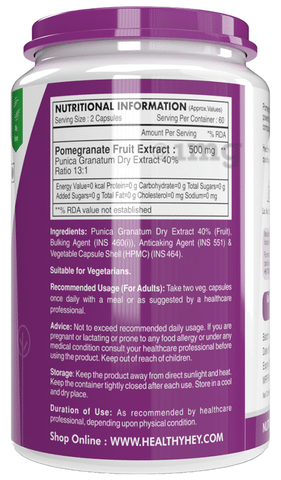 NUTRITIONAL INFORMATION (Approx. Values)
Serving Size : 2 Capsules Serving Per Container : 60
Amount Per Serving *% RDA
Pomegranate Fruit Extract : 500 mg **
Punica Granatum Dry Extract 40%
Ratio 13:1
Energy Value=0 kcal Protein=0 g Carbohydrate=0 g Total Sugars=0 g
Added Sugars=0 g Total Fat=0 g Cholesterol=0 mg Sodium=0 mg
**% RDA value not established
Ingredients: Punica Granatum Dry Extract 40% (Fruit),
Bulking Agent (INS 460(i)), Anticaking Agent (INS 551) &
Vegetable Capsule Shell (HPMC) (INS 464).
Suitable for Vegetarians.
Recommended Usage (For Adults): Take two veg. capsules
once daily with a meal or as suggested by a healthcare
professional.
Advice: Not to exceed recommended daily usage. If you are
pregnant or lactating or prone to any food allergy or under any
medical condition consult your healthcare professional before
using the product. Keep out of reach of children.
Storage: Keep the product away from direct sunlight and heat.
Keep the container tightly closed after each use. Store in a cool
and dry place.
Duration of Use: As recommended by healthcare
professional, depending upon physical condition.
Shop Online : WWW.HEALTHYHEY.COM